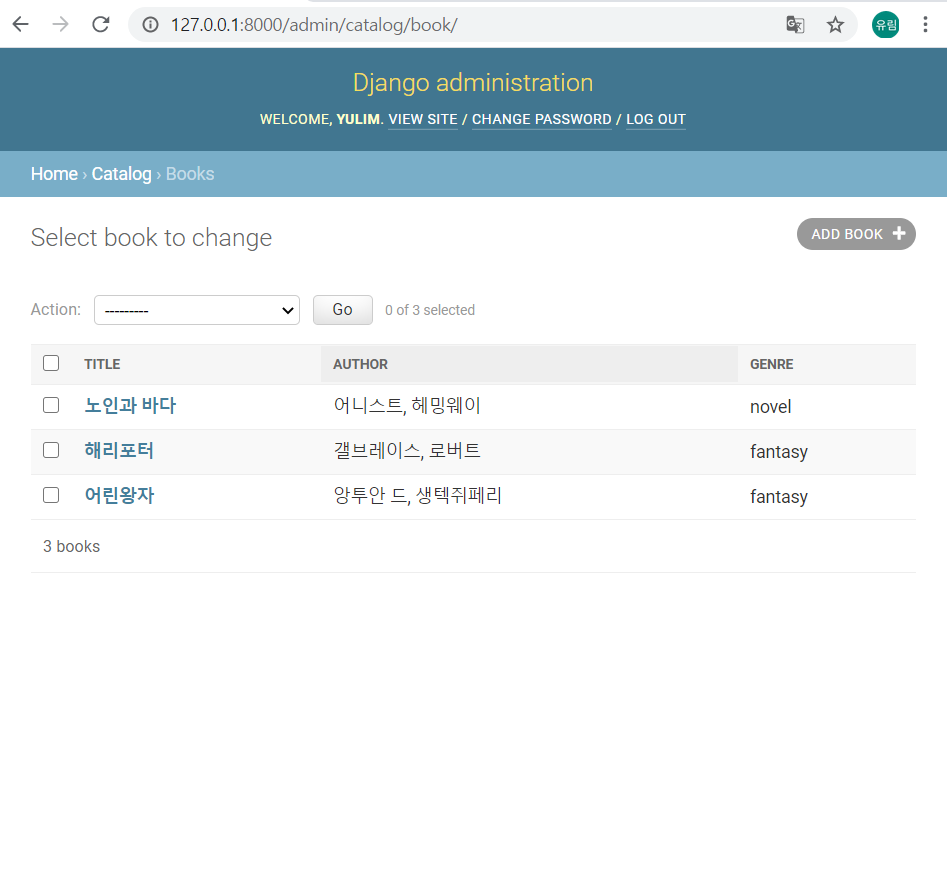 127.0.0.1:8000/admin/catalog/book/
유림
Django administration
WELCOME, YULIM. VIEW SITE / CHANGE PASSWORD / LOG OUT
Home › Catalog › Books
Select book to change
ADD BOOK +
Action: --------- Go 0 of 3 selected
TITLE AUTHOR GENRE
노인과 바다 어니스트, 헤밍웨이 novel
해리포터 갤브레이스, 로버트 fantasy
어린왕자 앙투안 드, 생텍쥐페리 fantasy
3 books